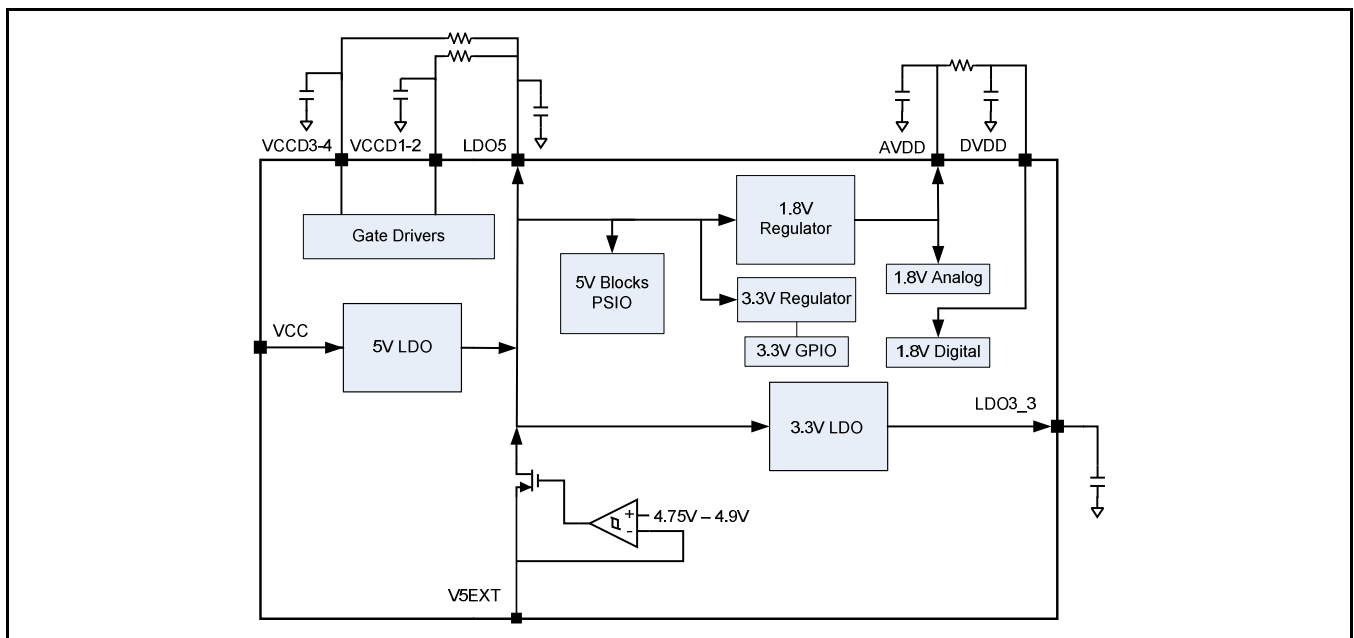 VCCD3-4 VCCD1-2 LDO5 AVDD DVDD
Gate Drivers
1.8V
Regulator
5V Blocks
PSIO
1.8V Analog
3.3V Regulator
VCC
5V LDO
3.3V GPIO
1.8V Digital
LDO3_3
3.3V LDO
+
4.75V – 4.9V
-
V5EXT